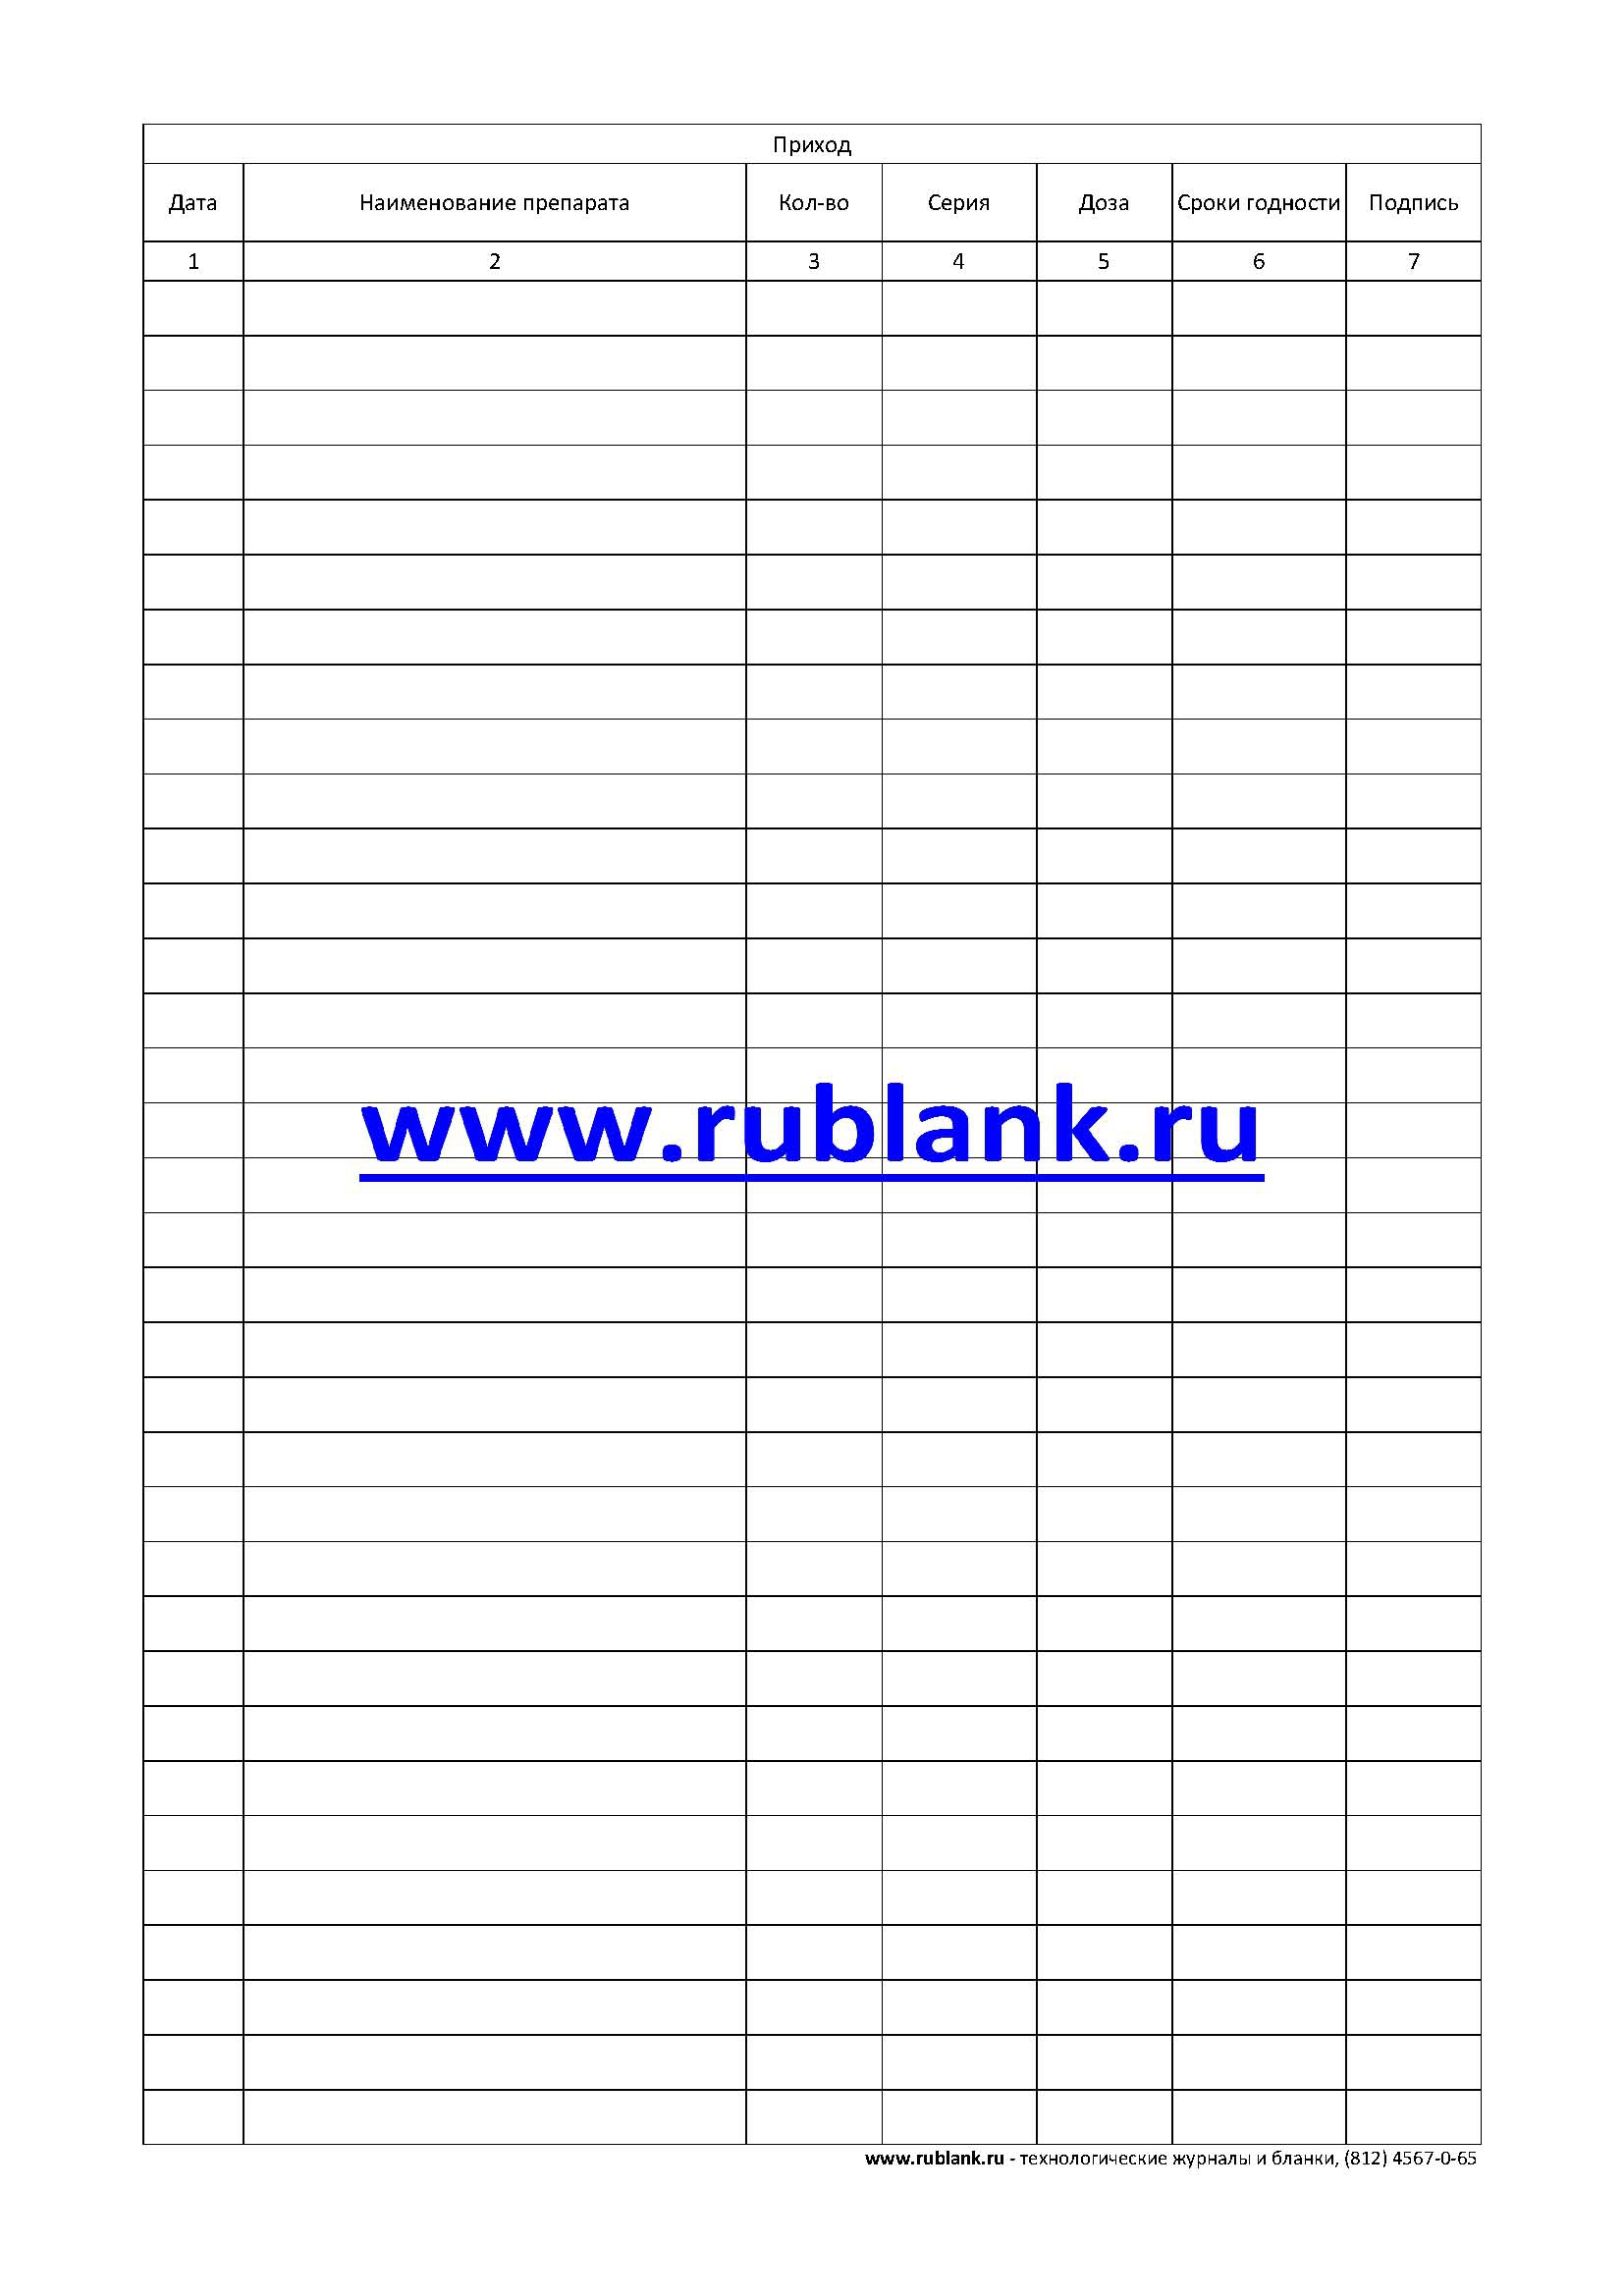 Приход
Дата Наименование препарата Кол-во Серия Доза Сроки годности Подпись
1 2 3 4 5 6 7
www.rublank.ru
www.rublank.ru - технологические журналы и бланки, (812) 4567-0-65